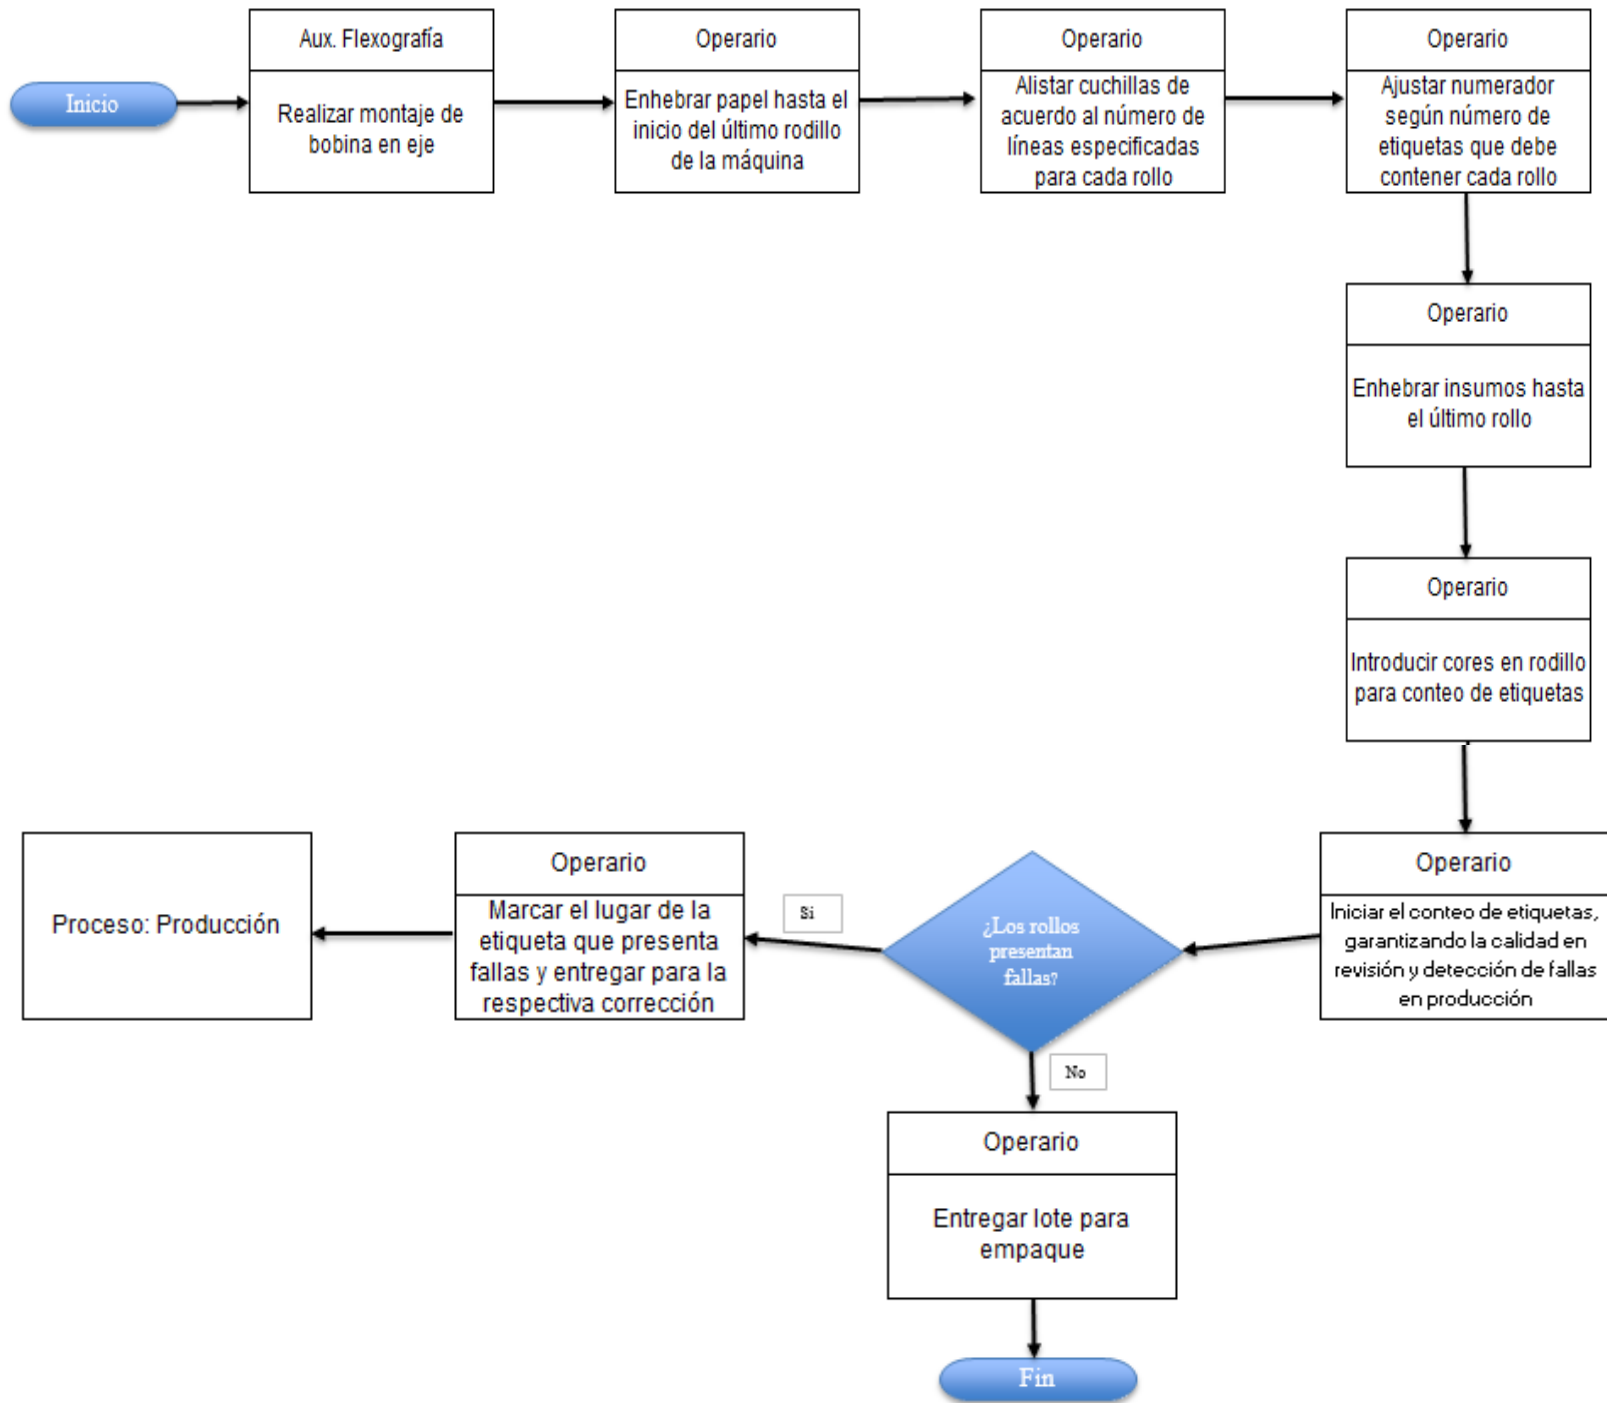 Inicio
Aux. Flexografía
Realizar montaje de
bobina en eje
Operario
Enhebrar papel hasta el
inicio del último rodillo
de la máquina
Operario
Alistar cuchillas de
acuerdo al número de
líneas especificadas
para cada rollo
Operario
Ajustar numerador
según número de
etiquetas que debe
contener cada rollo
Operario
Enhebrar insumos hasta
el último rollo
Operario
Introducir cores en rodillo
para conteo de etiquetas
Operario
Iniciar el conteo de etiquetas,
garantizando la calidad en
revisión y detección de fallas
en producción
¿Los rollos
presentan
fallas?
Si
Operario
Marcar el lugar de la
etiqueta que presenta
fallas y entregar para la
respectiva corrección
Proceso: Producción
No
Operario
Entregar lote para
empaque
Fin